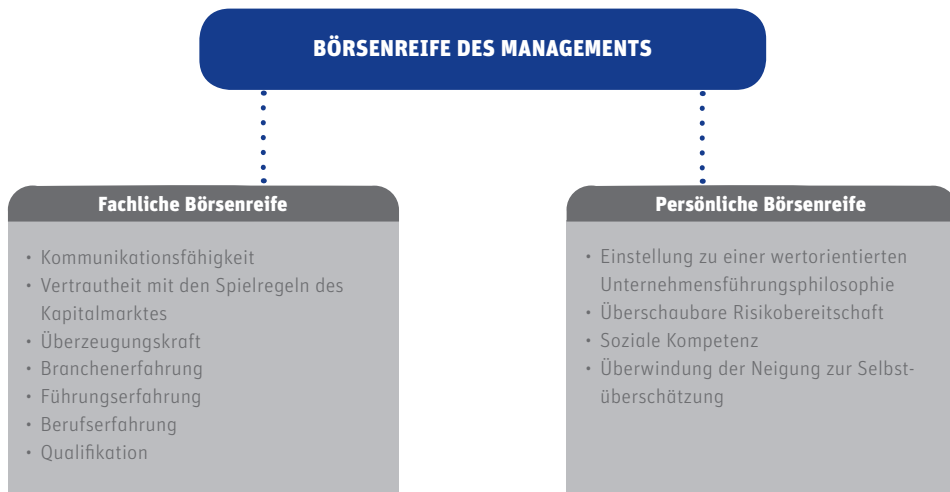 BÖRSENREIFE DES MANAGEMENTS
Fachliche Börsenreife
• Kommunikationsfähigkeit
• Vertrautheit mit den Spielregeln des
Kapitalmarktes
• Überzeugungskraft
• Branchenerfahrung
• Führungserfahrung
• Berufserfahrung
• Qualifikation
Persönliche Börsenreife
• Einstellung zu einer wertorientierten
Unternehmensführungsphilosophie
• Überschaubare Risikobereitschaft
• Soziale Kompetenz
• Überwindung der Neigung zur Selbst-
überschätzung